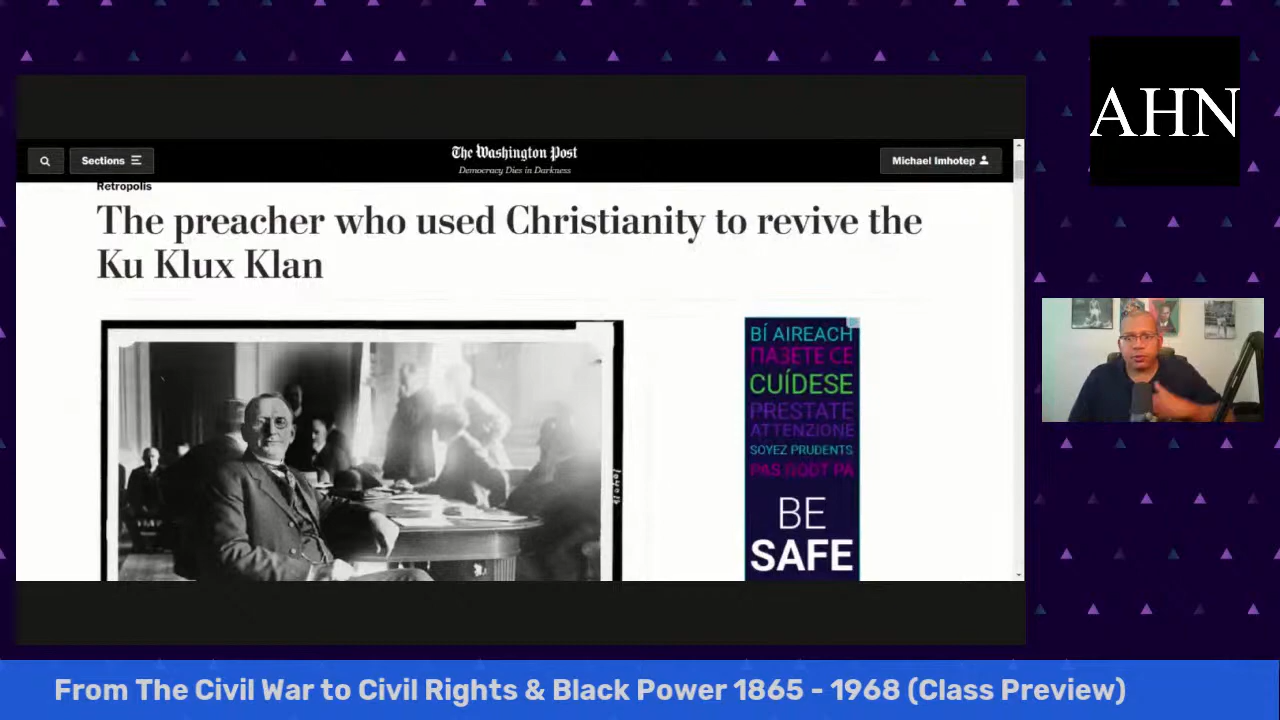 AHN
Sections
The Washington Post
Democracy Dies in Darkness
Michael Imhotep
Retropolis
The preacher who used Christianity to revive the
Ku Klux Klan
BÍ AIREACH
ПАЗЕТЕ СЕ
CUÍDESE
PRESTATE
ATTENZIONE
SOYEZ PRUDENTS
BE
SAFE
From The Civil War to Civil Rights & Black Power 1865 - 1968 (Class Preview)